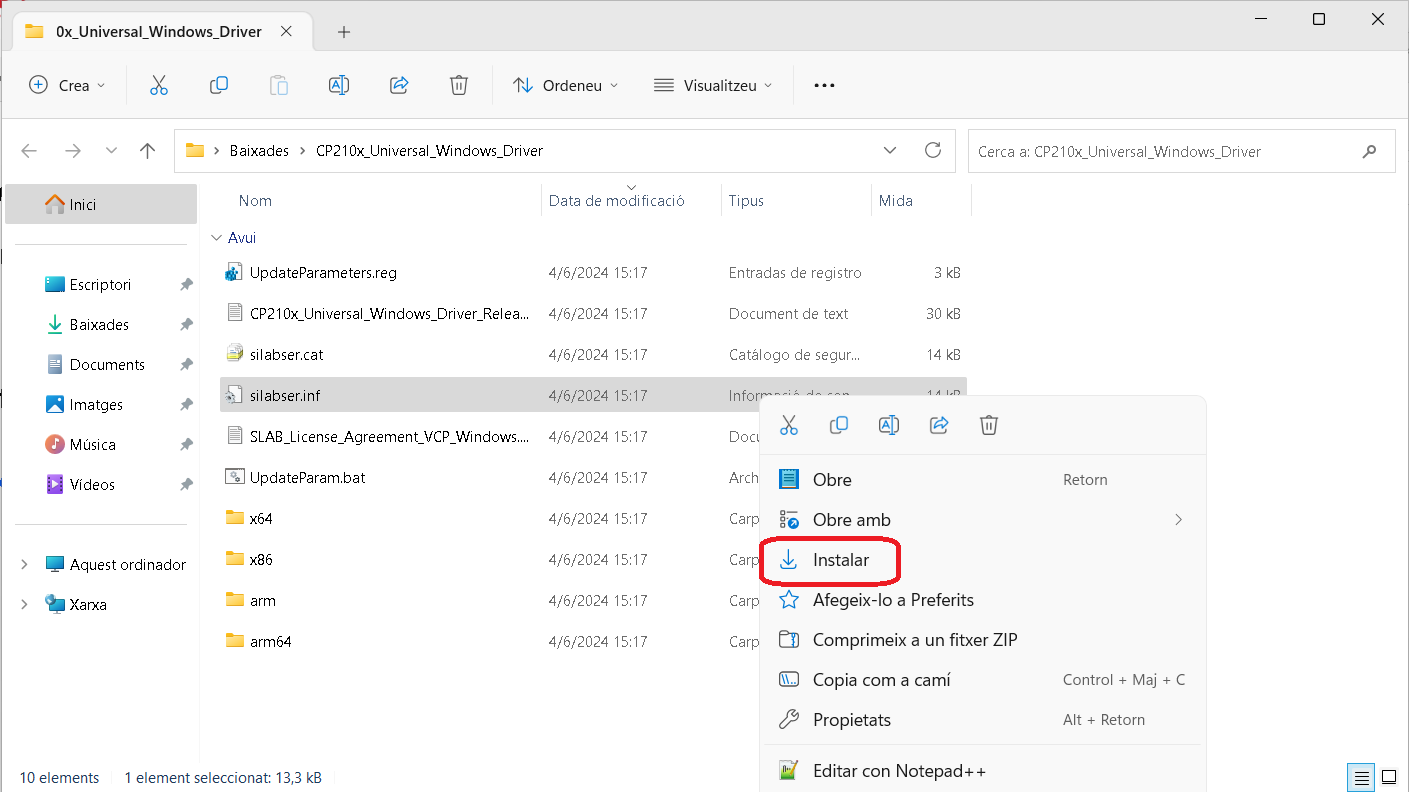 0x_Universal_Windows_Driver
Crea
Ordeneu
Visualitzeu
Baixades
CP210x_Universal_Windows_Driver
Cerca a: CP210x_Universal_Windows_Driver
Inici
Escriptori
Baixades
Documents
Imatges
Música
Vídeos
Aquest ordinador
Xarxa
Nom Data de modificació Tipus Mida
Avui
UpdateParameters.reg 4/6/2024 15:17 Entradas de registro 3 kB
CP210x_Universal_Windows_Driver_Relea... 4/6/2024 15:17 Document de text 30 kB
silabser.cat 4/6/2024 15:17 Catálogo de segur... 14 kB
silabser.inf 4/6/2024 15:17 Informació de con 14 kB
SLAB_License_Agreement_VCP_Windows.... 4/6/2024 15:17 Docu
UpdateParam.bat 4/6/2024 15:17 Arch
x64 4/6/2024 15:17 Carp
x86 4/6/2024 15:17 Carp
arm 4/6/2024 15:17 Carp
arm64 4/6/2024 15:17 Carp
Obre Retorn
Obre amb
Instalar
Afegeix-lo a Preferits
Comprimeix a un fitxer ZIP
Copia com a camí Control + Maj + C
Propietats Alt + Retorn
Editar con Notepad++
10 elements 1 element seleccionat: 13,3 kB